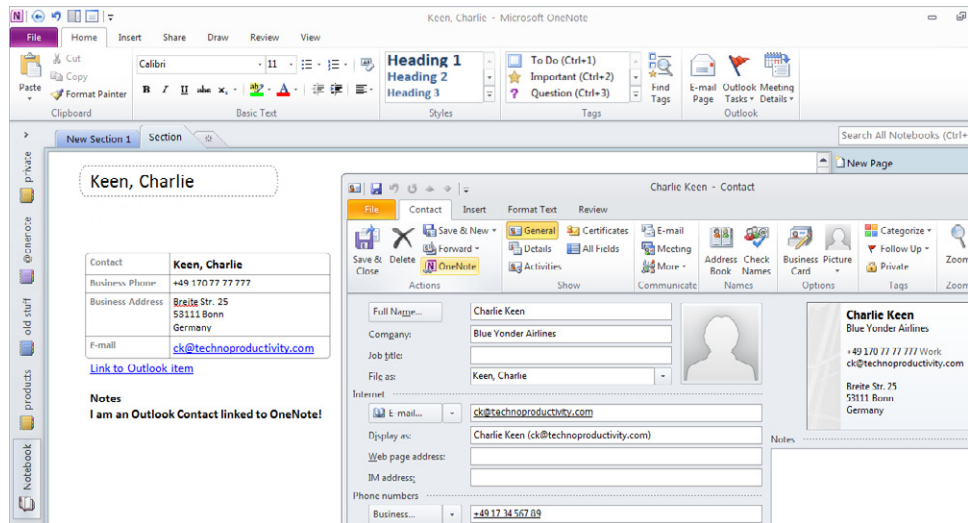 Keen, Charlie - Microsoft OneNote
File Home Insert Share Draw Review View
Paste
Cut
Copy
Format Painter
Clipboard
Calibri 11
B I U abc x₂ ab A
Basic Text
Heading 1
Heading 2
Heading 3
Styles
To Do (Ctrl+1)
Important (Ctrl+2)
? Question (Ctrl+3)
Tags
Find Tags
E-mail Page
Outlook Tasks
Meeting Details
Outlook
New Section 1 Section
Search All Notebooks (Ctrl+
New Page
private
@neroce
old stuff
products
Notebook
Keen, Charlie
Contact Keen, Charlie
Business Phone +49 170 77 77 777
Business Address Breite Str. 25
53111 Bonn
Germany
E-mail ck@technoproductivity.com
Link to Outlook item
Notes
I am an Outlook Contact linked to OneNote!
Charlie Keen - Contact
File Contact Insert Format Text Review
Save & Close
Delete
Save & New
Forward
OneNote
Actions
General
Details
Activities
Certificates
All Fields
Show
E-mail
Meeting
More
Communicate
Address Book
Check Names
Names
Business Card
Picture
Options
Categorize
Follow Up
Private
Tags
Zoom
Zoom
Full Name... Charlie Keen
Company: Blue Yonder Airlines
Job title:
File as: Keen, Charlie
Internet
E-mail... ck@technoproductivity.com
Display as: Charlie Keen (ck@technoproductivity.com)
Web page address:
IM address:
Phone numbers
Business... +49 17 34 567 89
Charlie Keen
Blue Yonder Airlines
+49 170 77 77 777 Work
ck@technoproductivity.com
Breite Str. 25
53111 Bonn
Germany
Notes